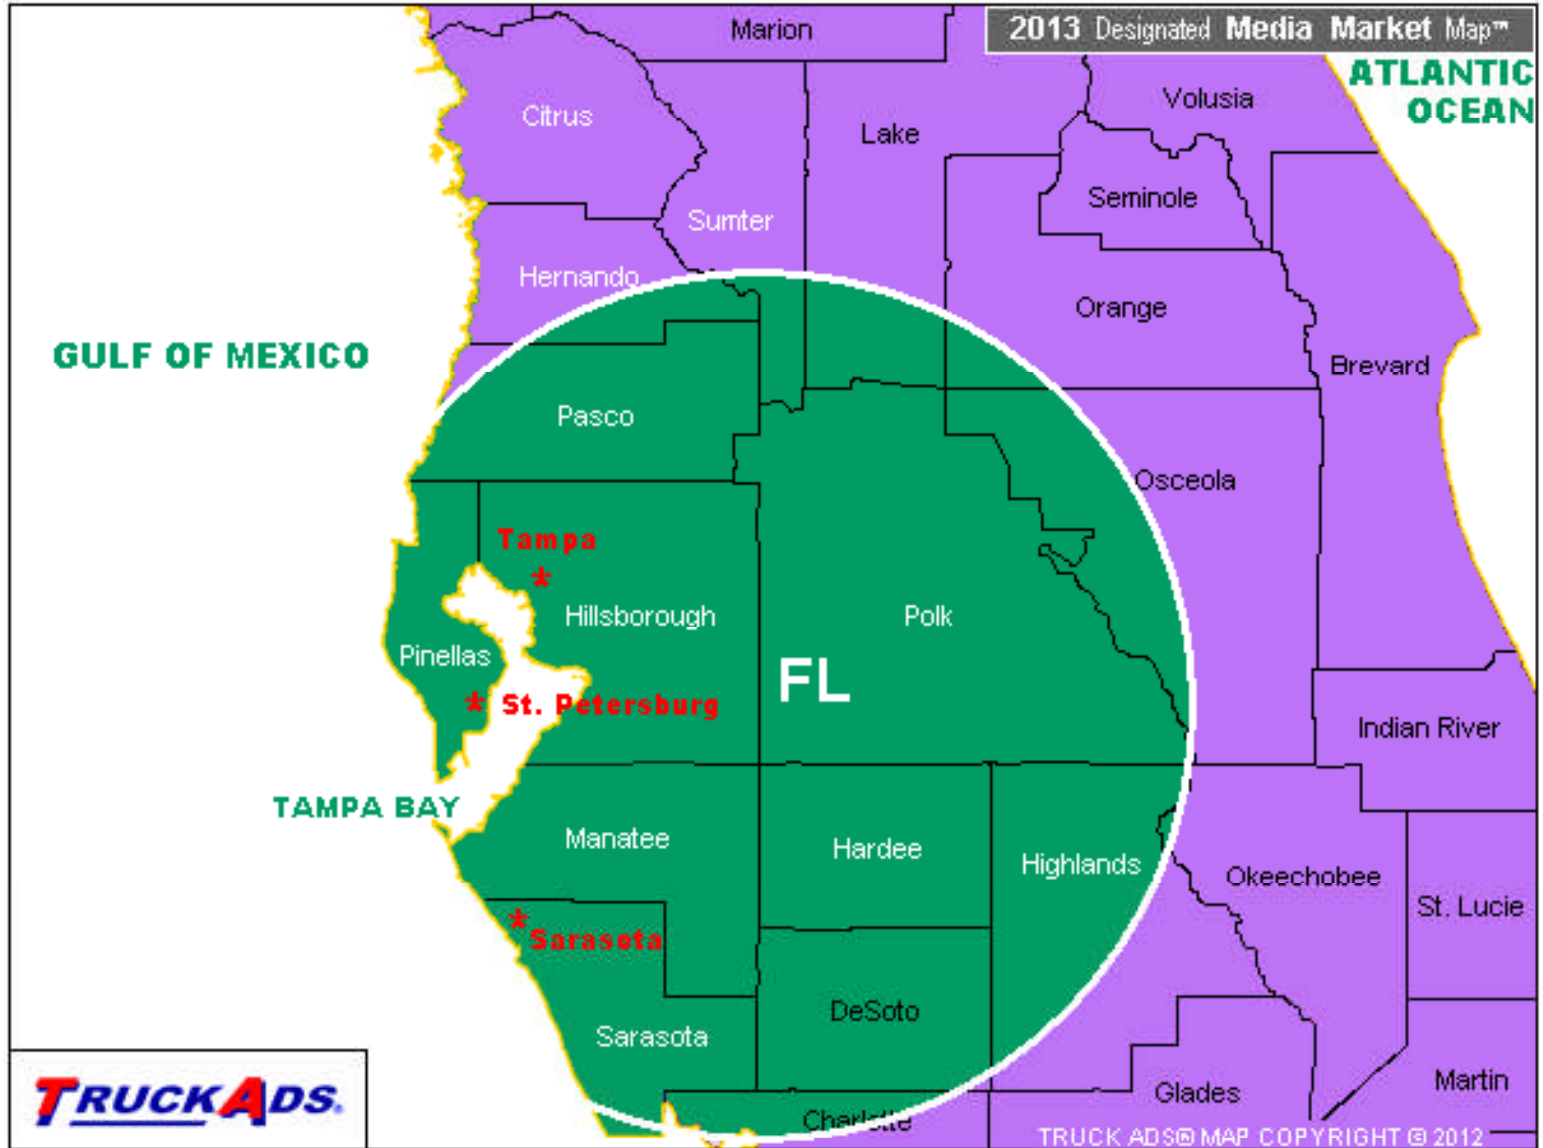 2013 Designated Media Market Map™
Marion
ATLANTIC
OCEAN
Volusia
Citrus
Lake
Seminole
Sumter
Hernando
Orange
GULF OF MEXICO
Brevard
Pasco
Osceola
Tampa
*
Hillsborough
Polk
Pinellas
FL
* St. Petersburg
Indian River
TAMPA BAY
Manatee
Hardee
Highlands
Okeechobee
St. Lucie
*
Sarasota
DeSoto
Sarasota
Martin
Glades
TRUCKADS®
Charlotte
TRUCK ADS® MAP COPYRIGHT © 2012